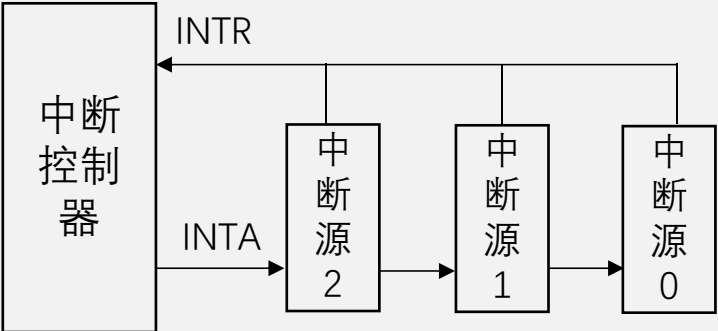 INTR
中断
控制
器
INTA
中
断
源
2
中
断
源
1
中
断
源
0